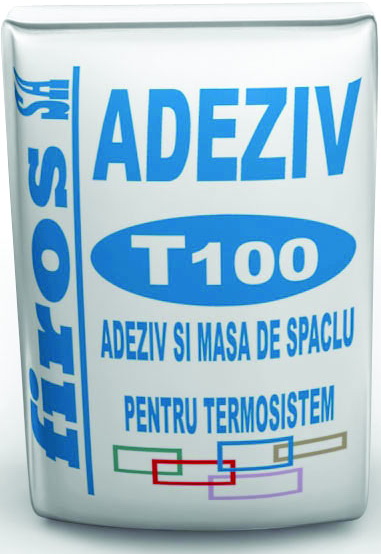 firos SA
ADEZIV
T100
ADEZIV SI MASA DE SPACLU
PENTRU TERMOSISTEM